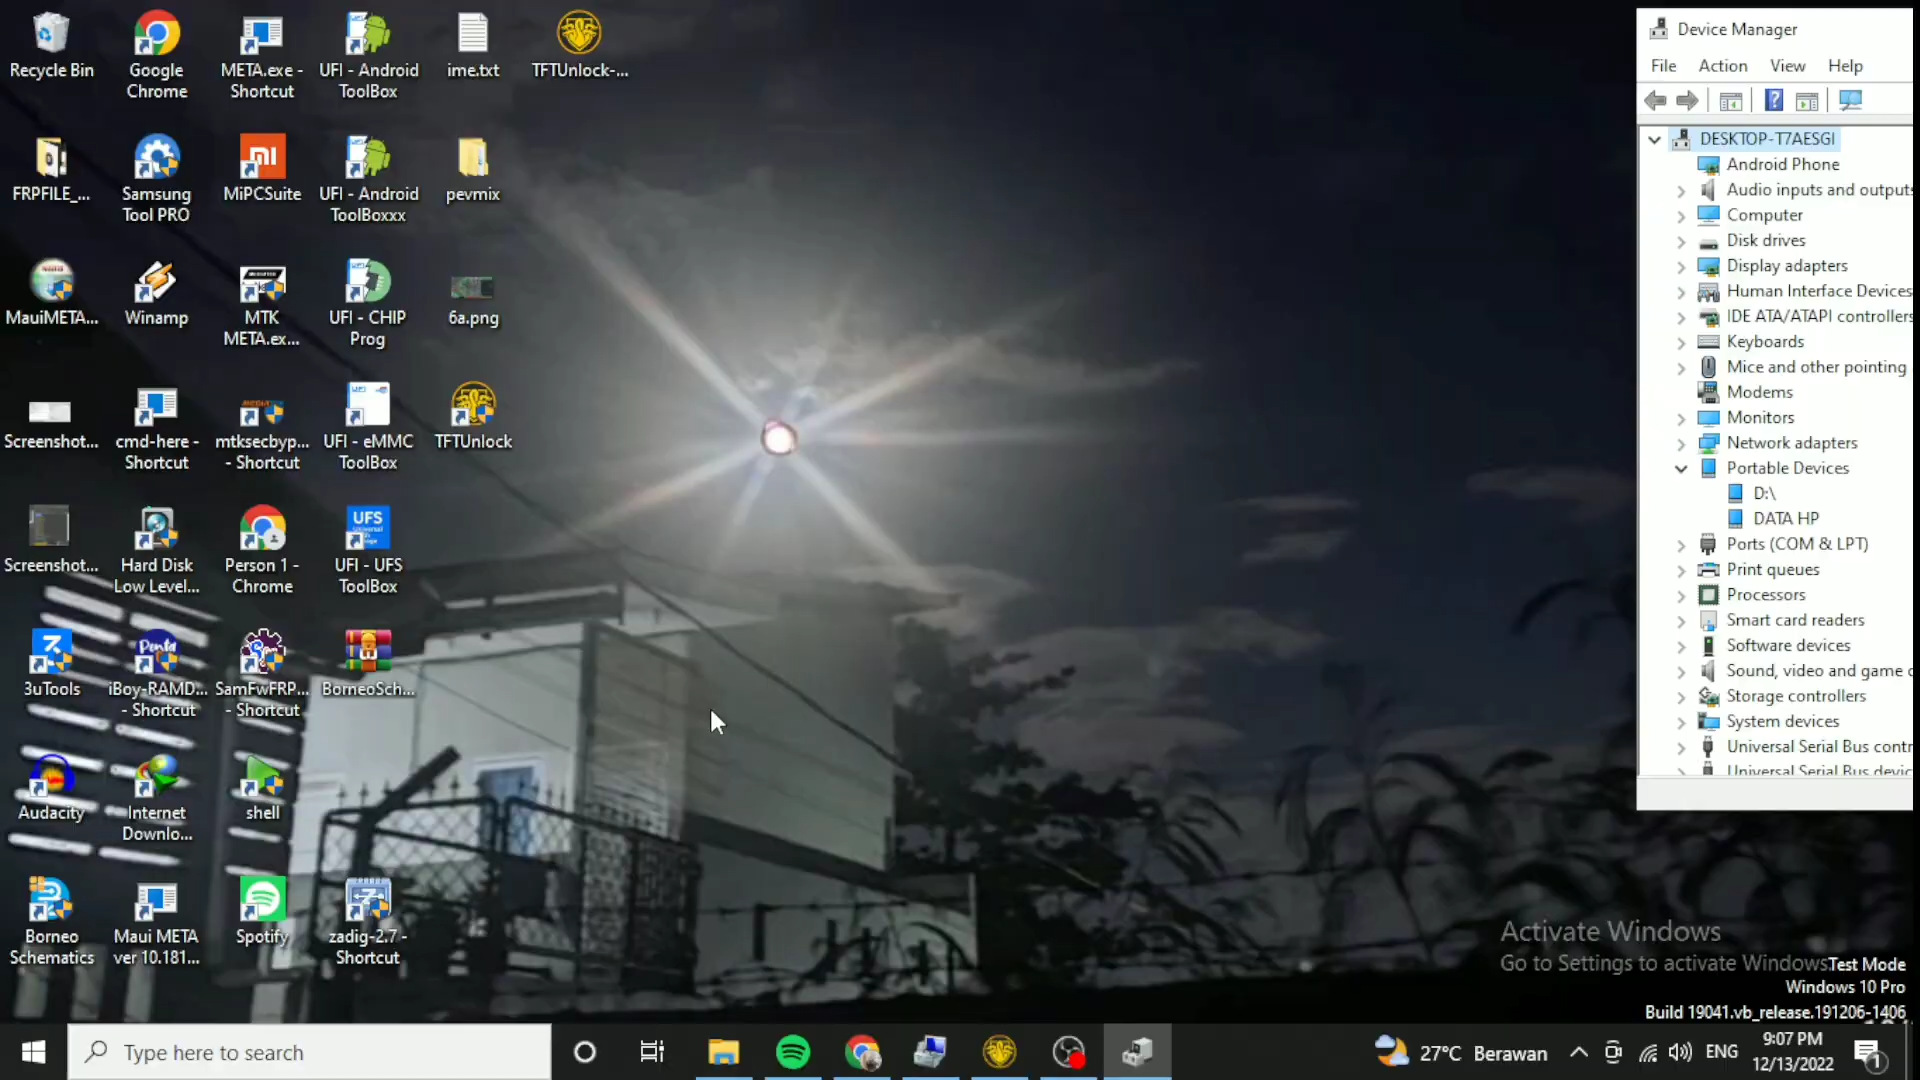 Recycle Bin
Google
Chrome
META.exe -
Shortcut
UFI - Android
ToolBox
ime.txt
TFTUnlock-...
FRPFILE_...
Samsung
Tool PRO
MiPCSuite
UFI - Android
ToolBoxxx
pevmix
MauiMETA...
Winamp
MTK
META.ex...
UFI - CHIP
Prog
6a.png
Screenshot...
cmd-here -
Shortcut
mtksecbyp...
- Shortcut
UFI - eMMC
ToolBox
TFTUnlock
Screenshot...
Hard Disk
Low Level...
Person 1 -
Chrome
UFS
UFI - UFS
ToolBox
3uTools
iBoy-RAMD...
- Shortcut
SamFwFRP...
- Shortcut
BorneoSch...
Audacity
Internet
Downlo...
shell
Borneo
Schematics
Maui META
ver 10.181...
Spotify
zadig-2.7 -
Shortcut
Device Manager
File Action View Help
DESKTOP-T7AESGI
Android Phone
Audio inputs and outputs
Computer
Disk drives
Display adapters
Human Interface Devices
IDE ATA/ATAPI controllers
Keyboards
Mice and other pointing
Modems
Monitors
Network adapters
Portable Devices
D:\
DATA HP
Ports (COM & LPT)
Print queues
Processors
Smart card readers
Software devices
Sound, video and game c
Storage controllers
System devices
Universal Serial Bus contr
Universal Serial Bus devic
Activate Windows
Go to Settings to activate Windows.
Test Mode
Windows 10 Pro
Build 19041.vb_release.191206-1406
Type here to search
27°C Berawan
ENG
9:07 PM
12/13/2022
1